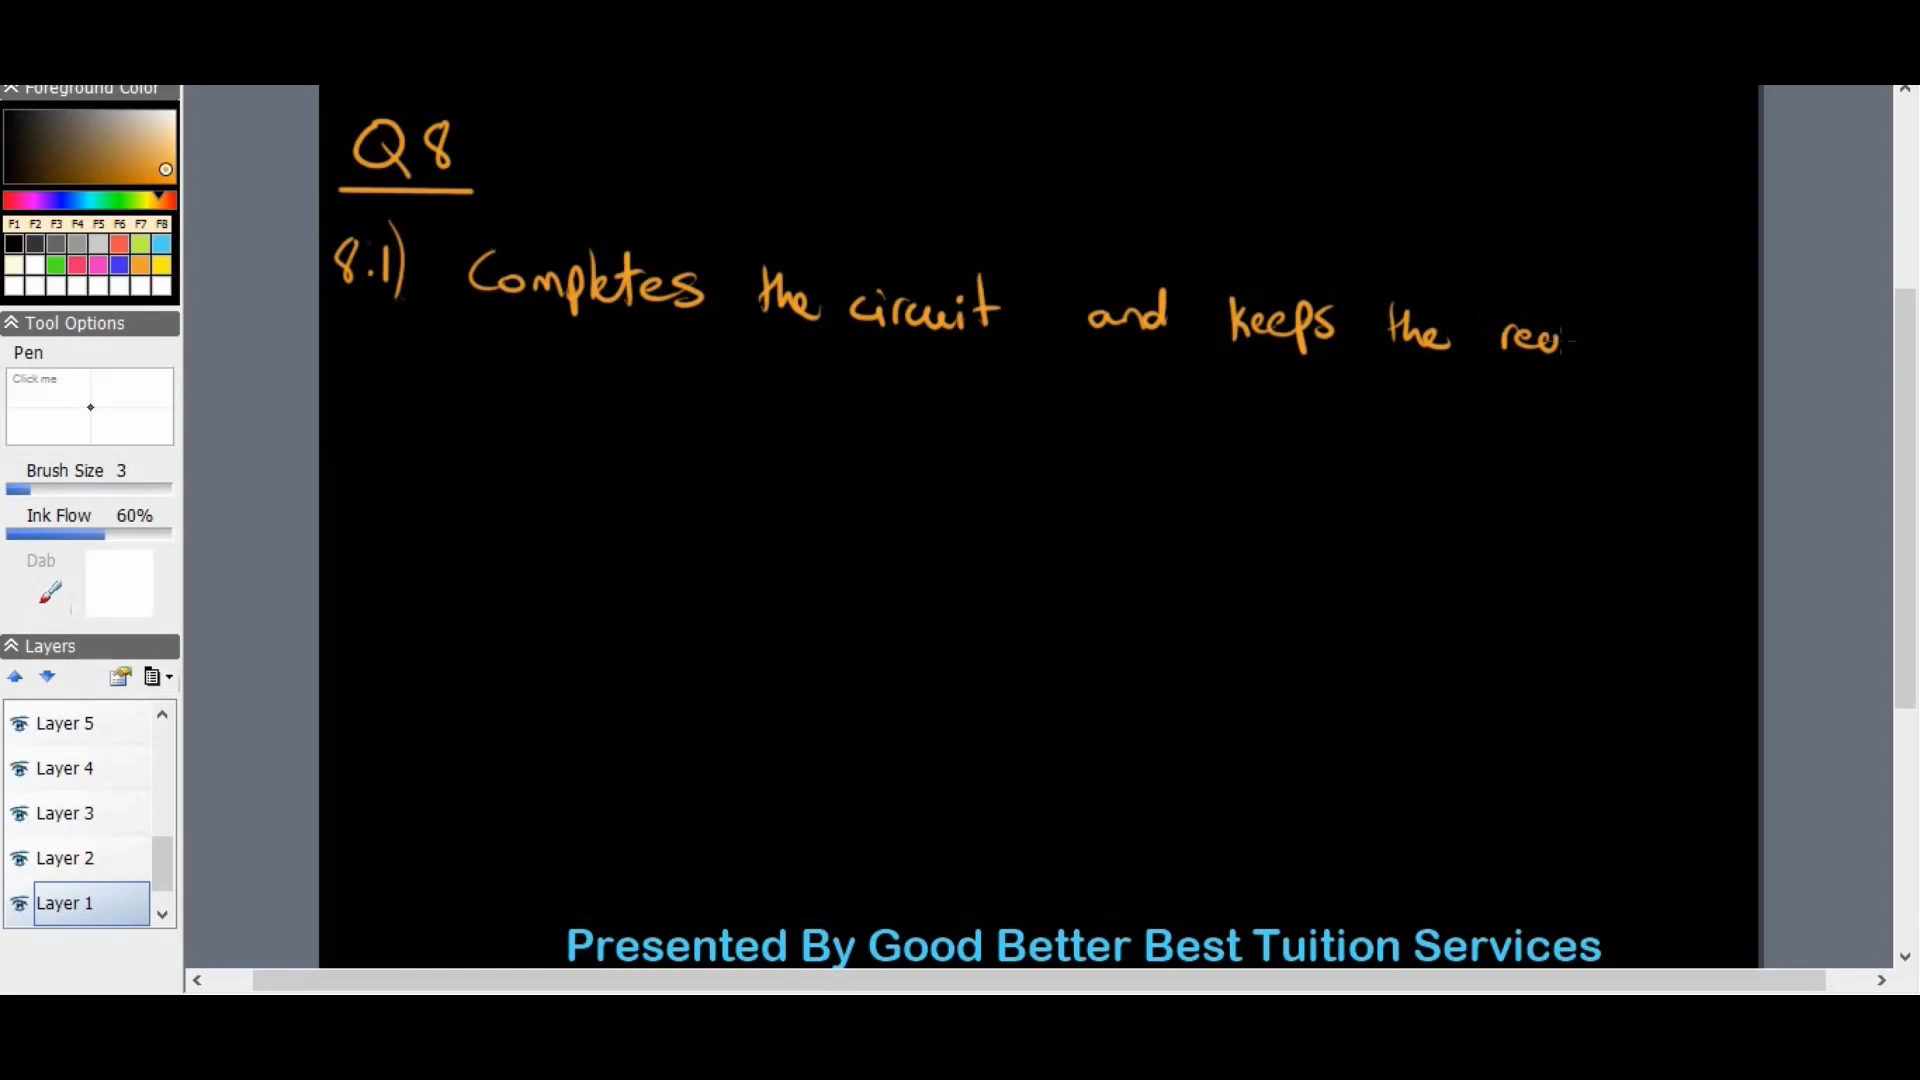 Foreground Color
F1 F2 F3 F4 F5 F6 F7 F8
Tool Options
Pen
Click me
Brush Size 3
Ink Flow 60%
Dab
Layers
Layer 5
Layer 4
Layer 3
Layer 2
Layer 1
Q8
8.1) Completes the circuit and keeps the
Presented By Good Better Best Tuition Services